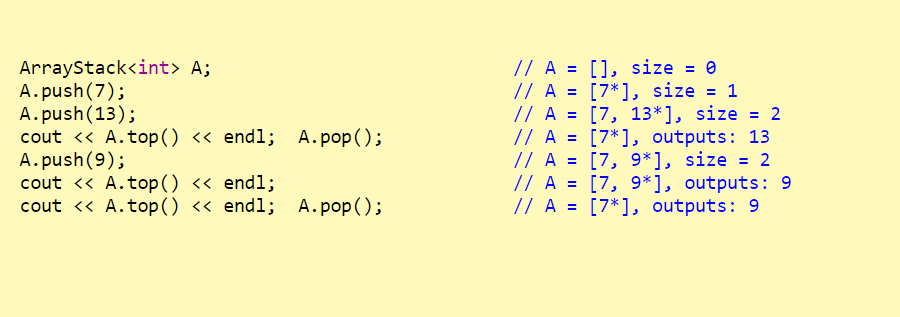 ArrayStack<int> A; // A = [], size = 0
A.push(7); // A = [7*], size = 1
A.push(13); // A = [7, 13*], size = 2
cout << A.top() << endl;  A.pop(); // A = [7*], outputs: 13
A.push(9); // A = [7, 9*], size = 2
cout << A.top() << endl; // A = [7, 9*], outputs: 9
cout << A.top() << endl;  A.pop(); // A = [7*], outputs: 9